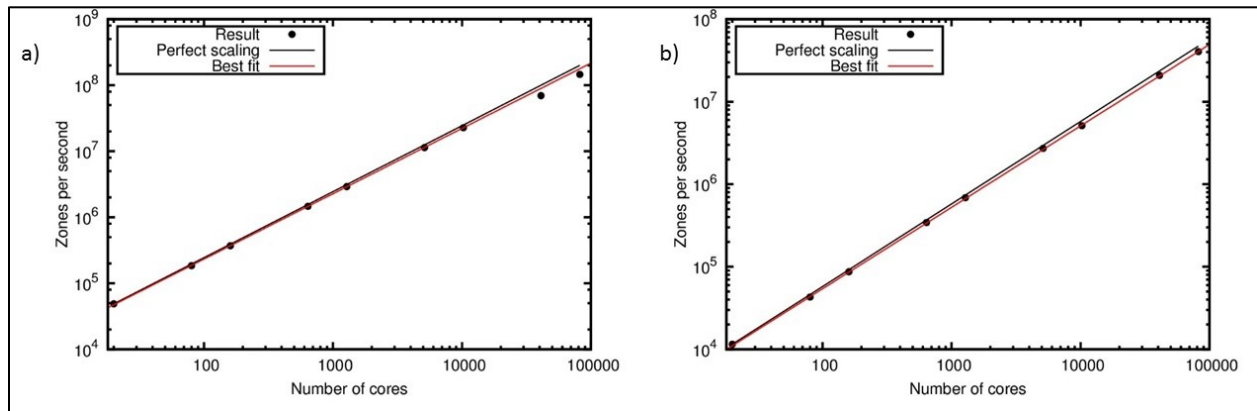 a)
Result
Perfect scaling
Best fit
10^9
10^8
10^7
10^6
10^5
10^4
Zones per second
100 1000 10000 100000
Number of cores
b)
Result
Perfect scaling
Best fit
10^8
10^7
10^6
10^5
10^4
Zones per second
100 1000 10000 100000
Number of cores